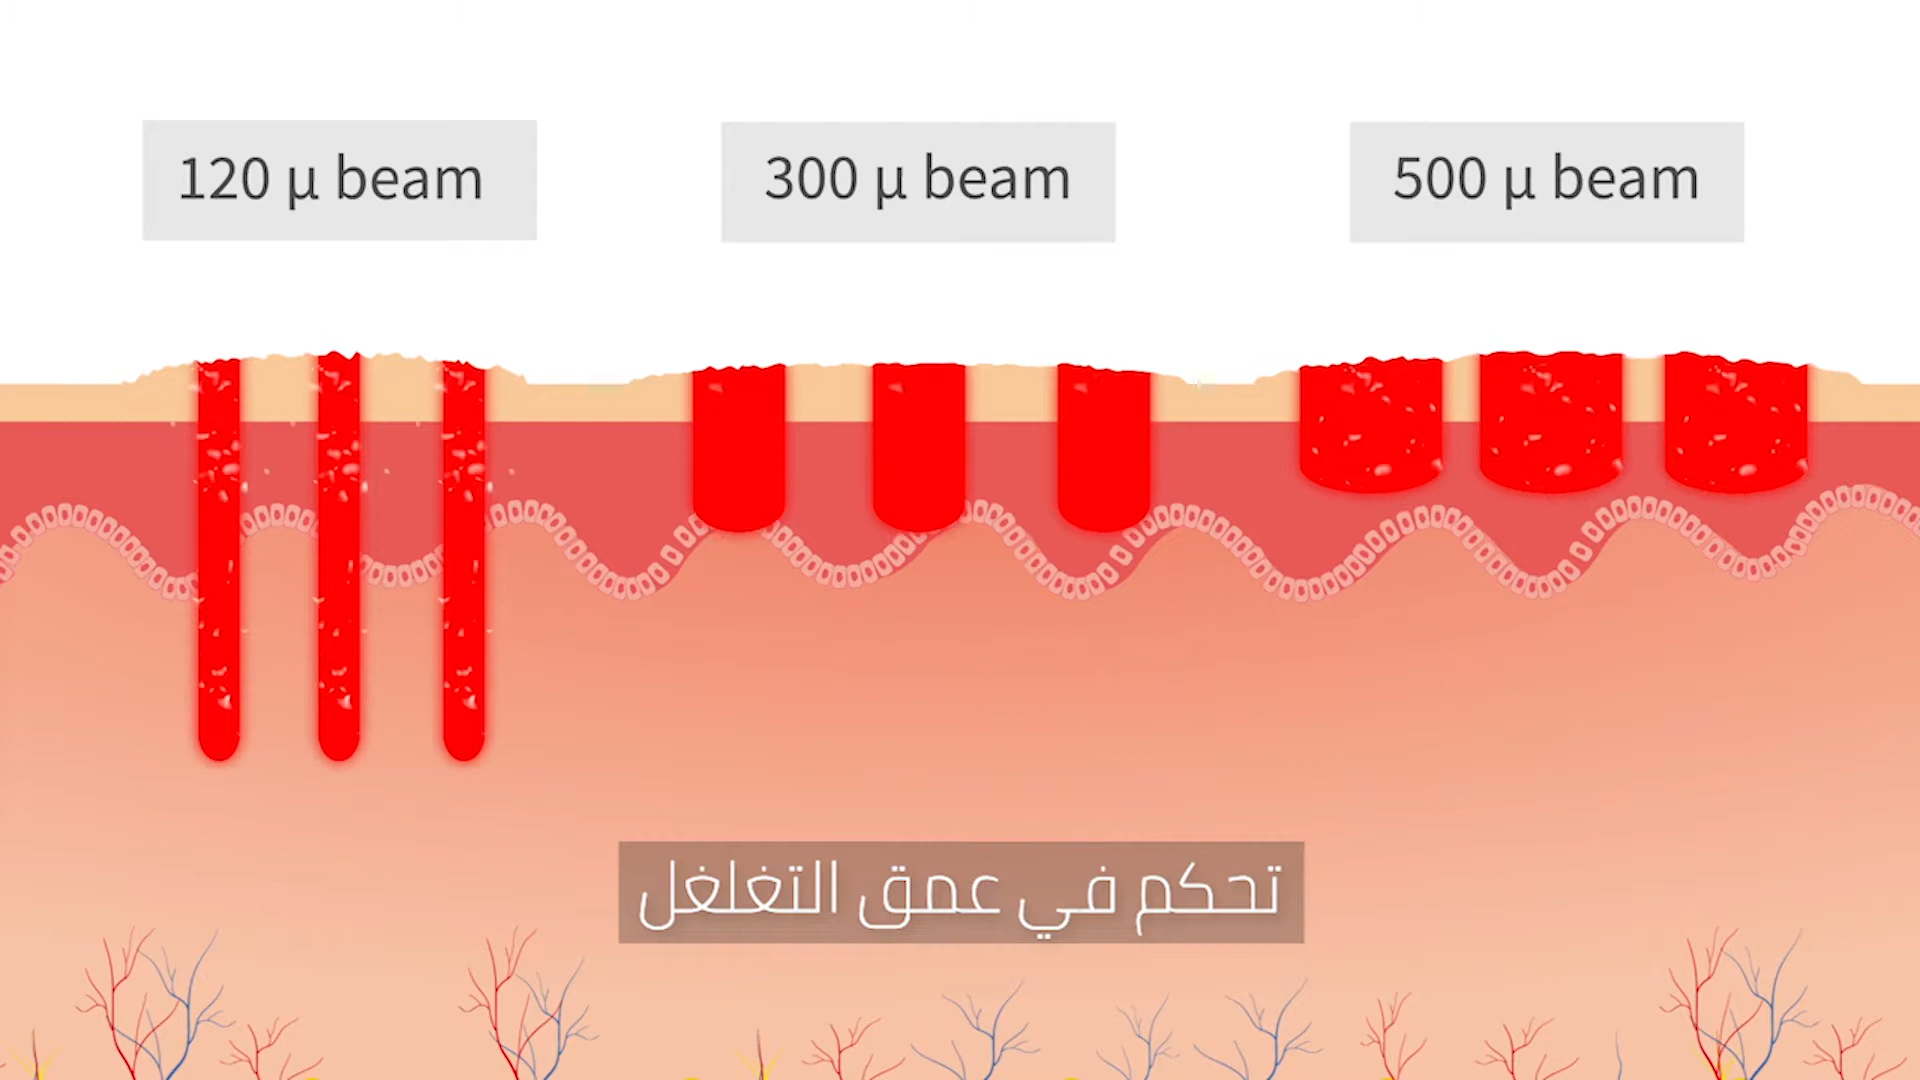 120 µ beam
300 µ beam
500 µ beam
تحكم في عمق التغلغل